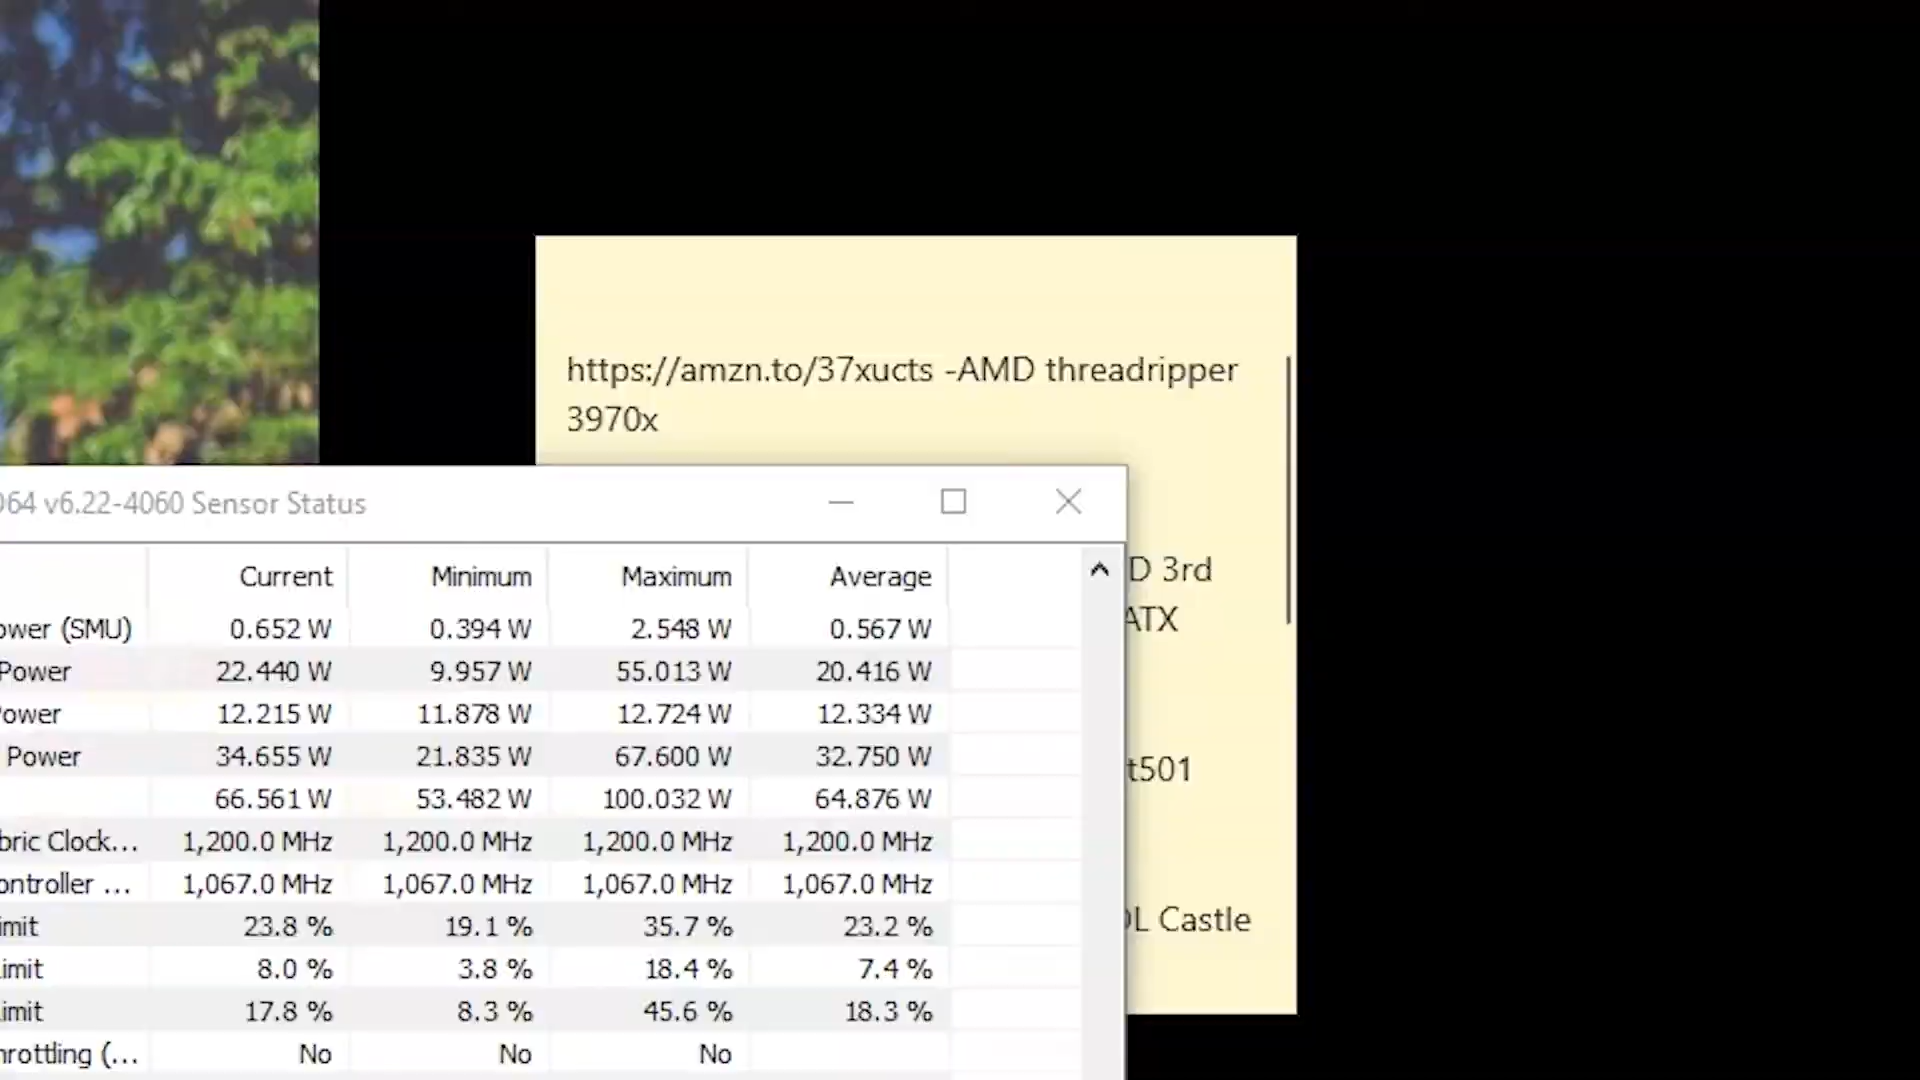 https://amzn.to/37xucts -AMD threadripper
3970x
D 3rd
ATX
t501
L Castle
64 v6.22-4060 Sensor Status
Current Minimum Maximum Average
ower (SMU) 0.652 W 0.394 W 2.548 W 0.567 W
Power 22.440 W 9.957 W 55.013 W 20.416 W
ower 12.215 W 11.878 W 12.724 W 12.334 W
Power 34.655 W 21.835 W 67.600 W 32.750 W
66.561 W 53.482 W 100.032 W 64.876 W
bric Clock... 1,200.0 MHz 1,200.0 MHz 1,200.0 MHz 1,200.0 MHz
ontroller ... 1,067.0 MHz 1,067.0 MHz 1,067.0 MHz 1,067.0 MHz
imit 23.8 % 19.1 % 35.7 % 23.2 %
imit 8.0 % 3.8 % 18.4 % 7.4 %
imit 17.8 % 8.3 % 45.6 % 18.3 %
hrottling (... No No No